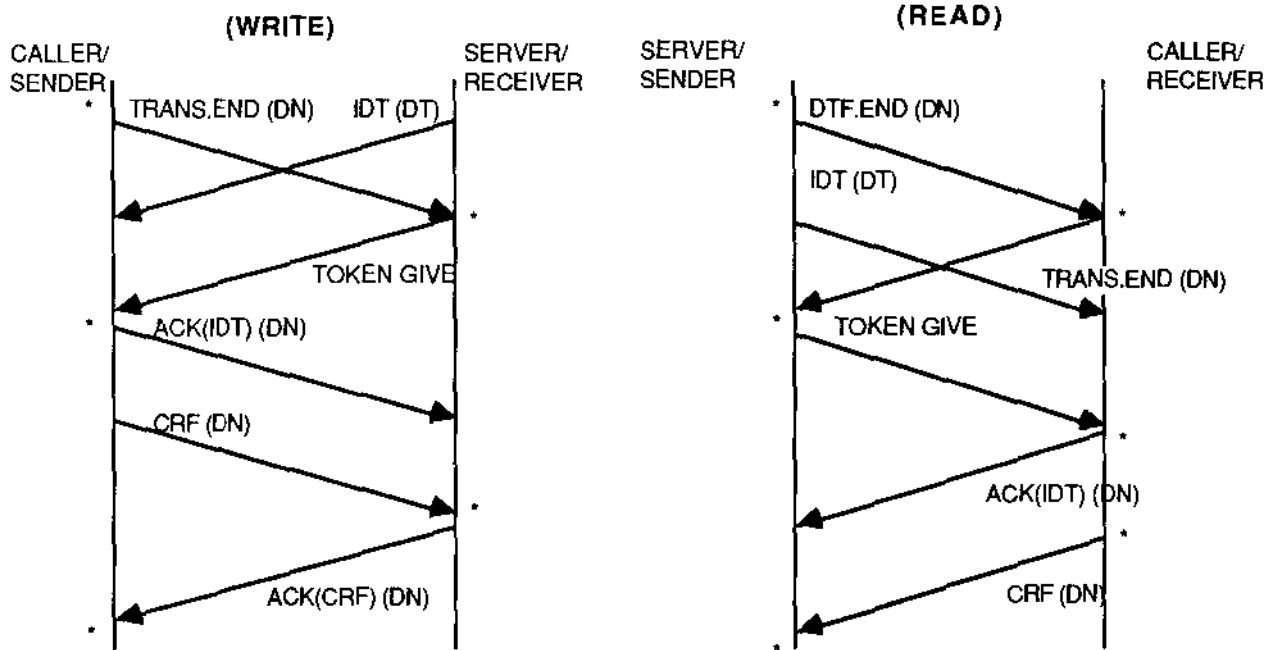 (WRITE)
CALLER/
SENDER
SERVER/
RECEIVER
*
TRANS.END (DN)
IDT (DT)
*
TOKEN GIVE
*
ACK(IDT) (DN)
CRF (DN)
*
ACK(CRF) (DN)
*
(READ)
SERVER/
SENDER
CALLER/
RECEIVER
*
DTF.END (DN)
IDT (DT)
*
TRANS.END (DN)
*
TOKEN GIVE
*
ACK(IDT) (DN)
*
CRF (DN)
*